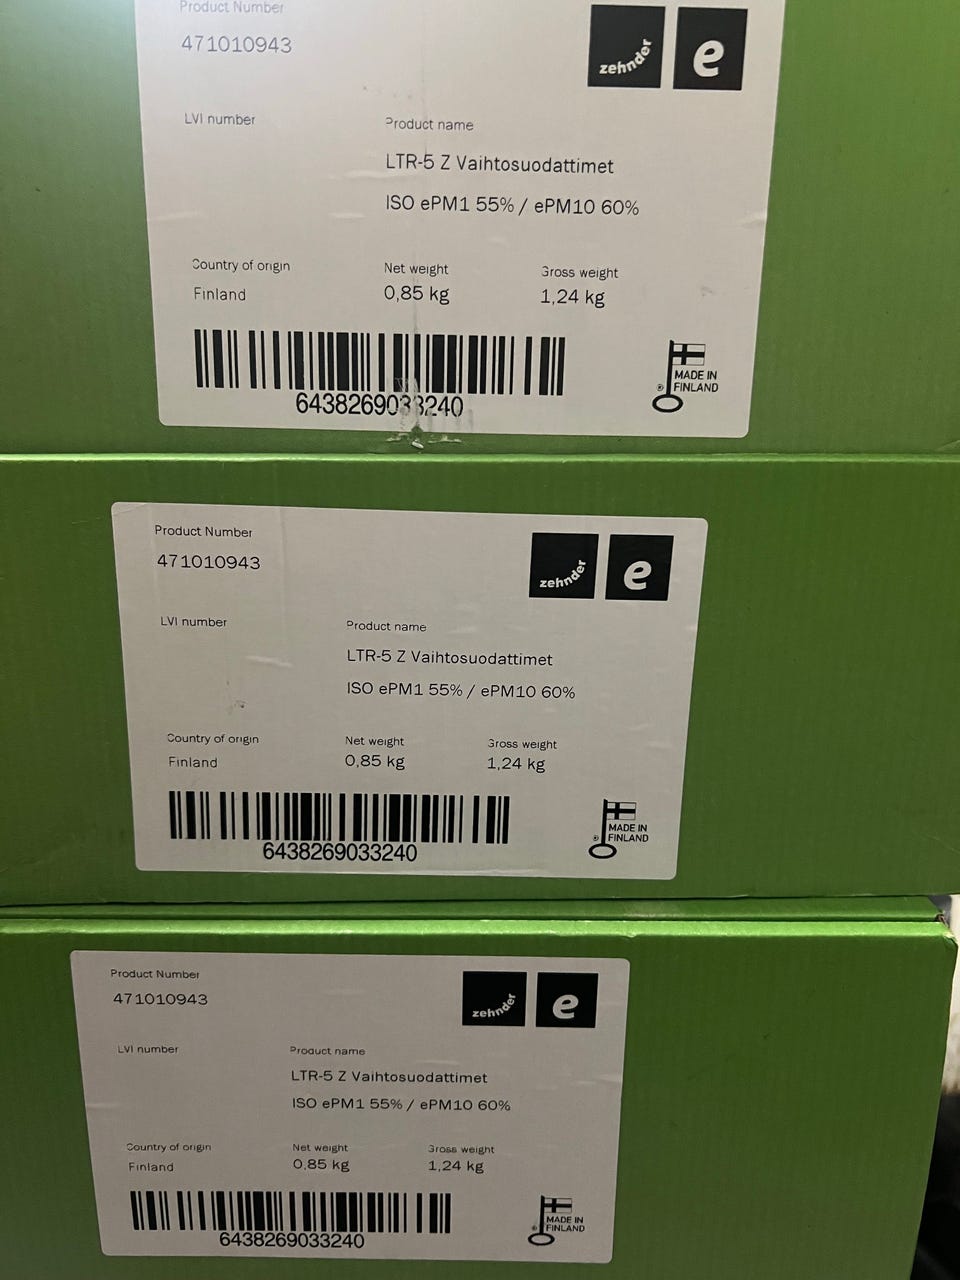 Product Number
471010943
zehnder
e
LVI number
Product name
LTR-5 Z Vaihtosuodattimet
ISO ePM1 55% / ePM10 60%
Country of origin
Net weight
Gross weight
Finland
0,85 kg
1,24 kg
MADE IN
FINLAND
6438269033240
Product Number
471010943
zehnder
e
LVI number
Product name
LTR-5 Z Vaihtosuodattimet
ISO ePM1 55% / ePM10 60%
Country of origin
Net weight
Gross weight
Finland
0,85 kg
1,24 kg
MADE IN
FINLAND
6438269033240
Product Number
471010943
zehnder
e
LVI number
Product name
LTR-5 Z Vaihtosuodattimet
ISO ePM1 55% / ePM10 60%
Country of origin
Net weight
Gross weight
Finland
0,85 kg
1,24 kg
MADE IN
FINLAND
6438269033240